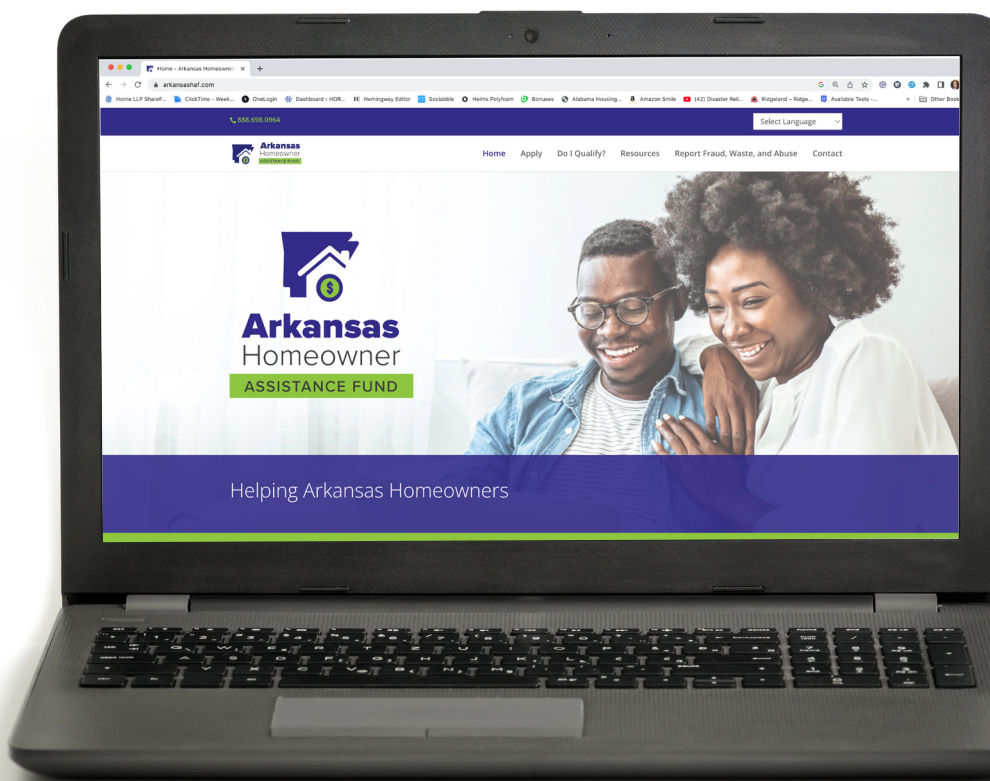 Home - Arkansas Homeowner
arkansashaf.com
Horne LLP ShareF... ClickTime - Week... OneLogin Dashboard ‹ HOR... Hemingway Editor Sociabble Helms Polyfoam Bonuses Alabama Housing... Amazon Smile (42) Disaster Reli... Ridgeland – Ridge... Available Tests -... » Other Book
888.698.0964
Select Language
Arkansas
Homeowner
ASSISTANCE FUND
Home Apply Do I Qualify? Resources Report Fraud, Waste, and Abuse Contact
$
Arkansas
Homeowner
ASSISTANCE FUND
Helping Arkansas Homeowners